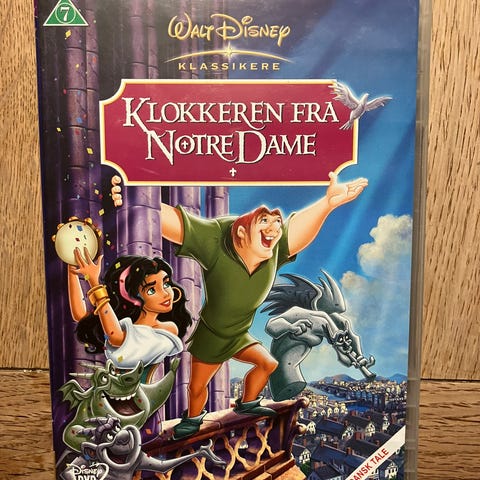 7
WALT DISNEY
KLASSIKERE
KLOKKEREN FRA
NOTRE DAME
DISNEY
DVD
DANSK TALE